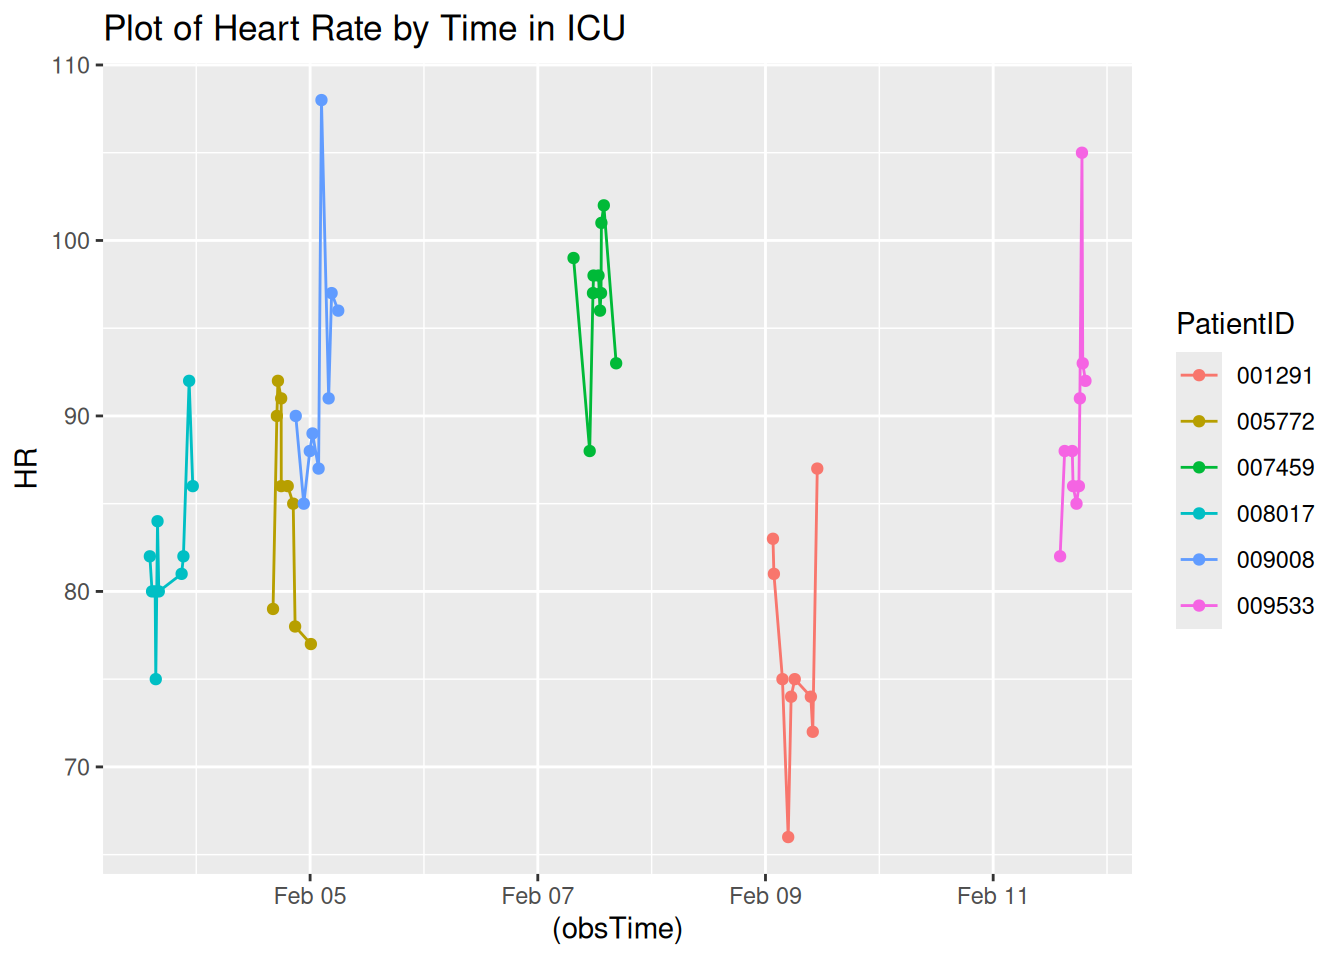 Plot of Heart Rate by Time in ICU
110
100
90
80
70
HR
Feb 05
Feb 07
Feb 09
Feb 11
(obsTime)
PatientID
001291
005772
007459
008017
009008
009533